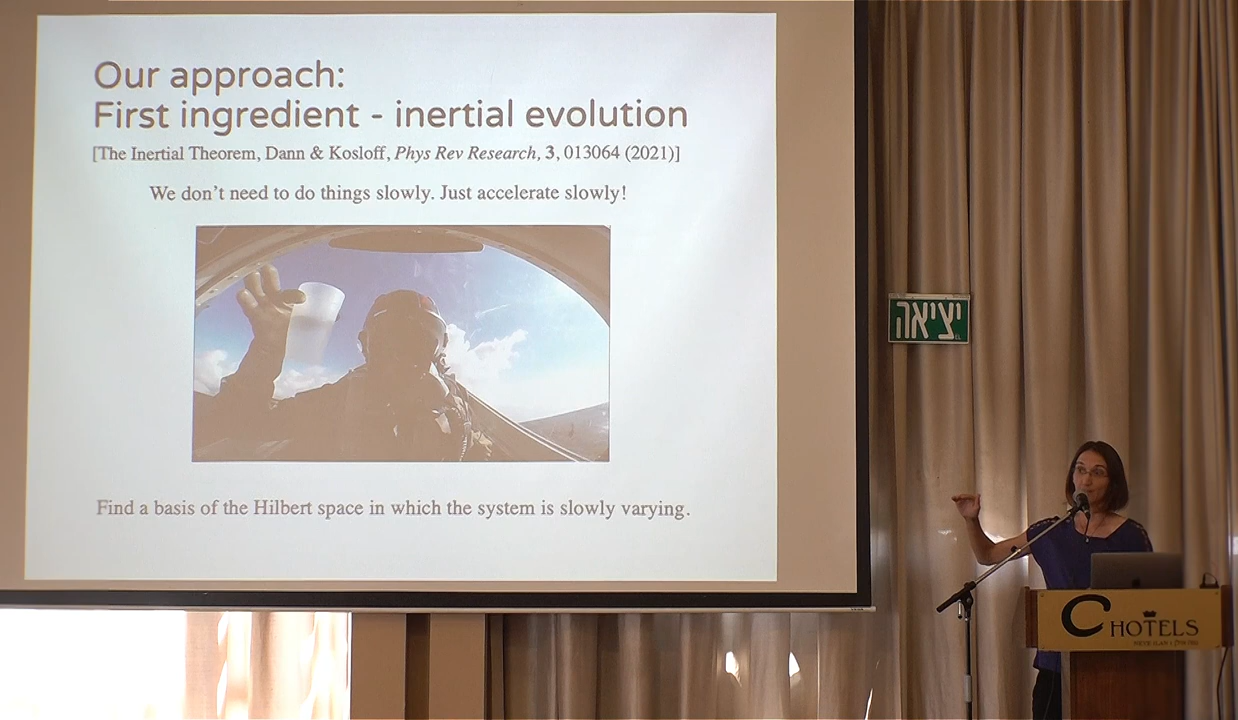 Our approach:
First ingredient - inertial evolution
[The Inertial Theorem, Dann & Kosloff, Phys Rev Research, 3, 013064 (2021)]
We don't need to do things slowly. Just accelerate slowly!
Find a basis of the Hilbert space in which the system is slowly varying.
יציאה
C HOTELS